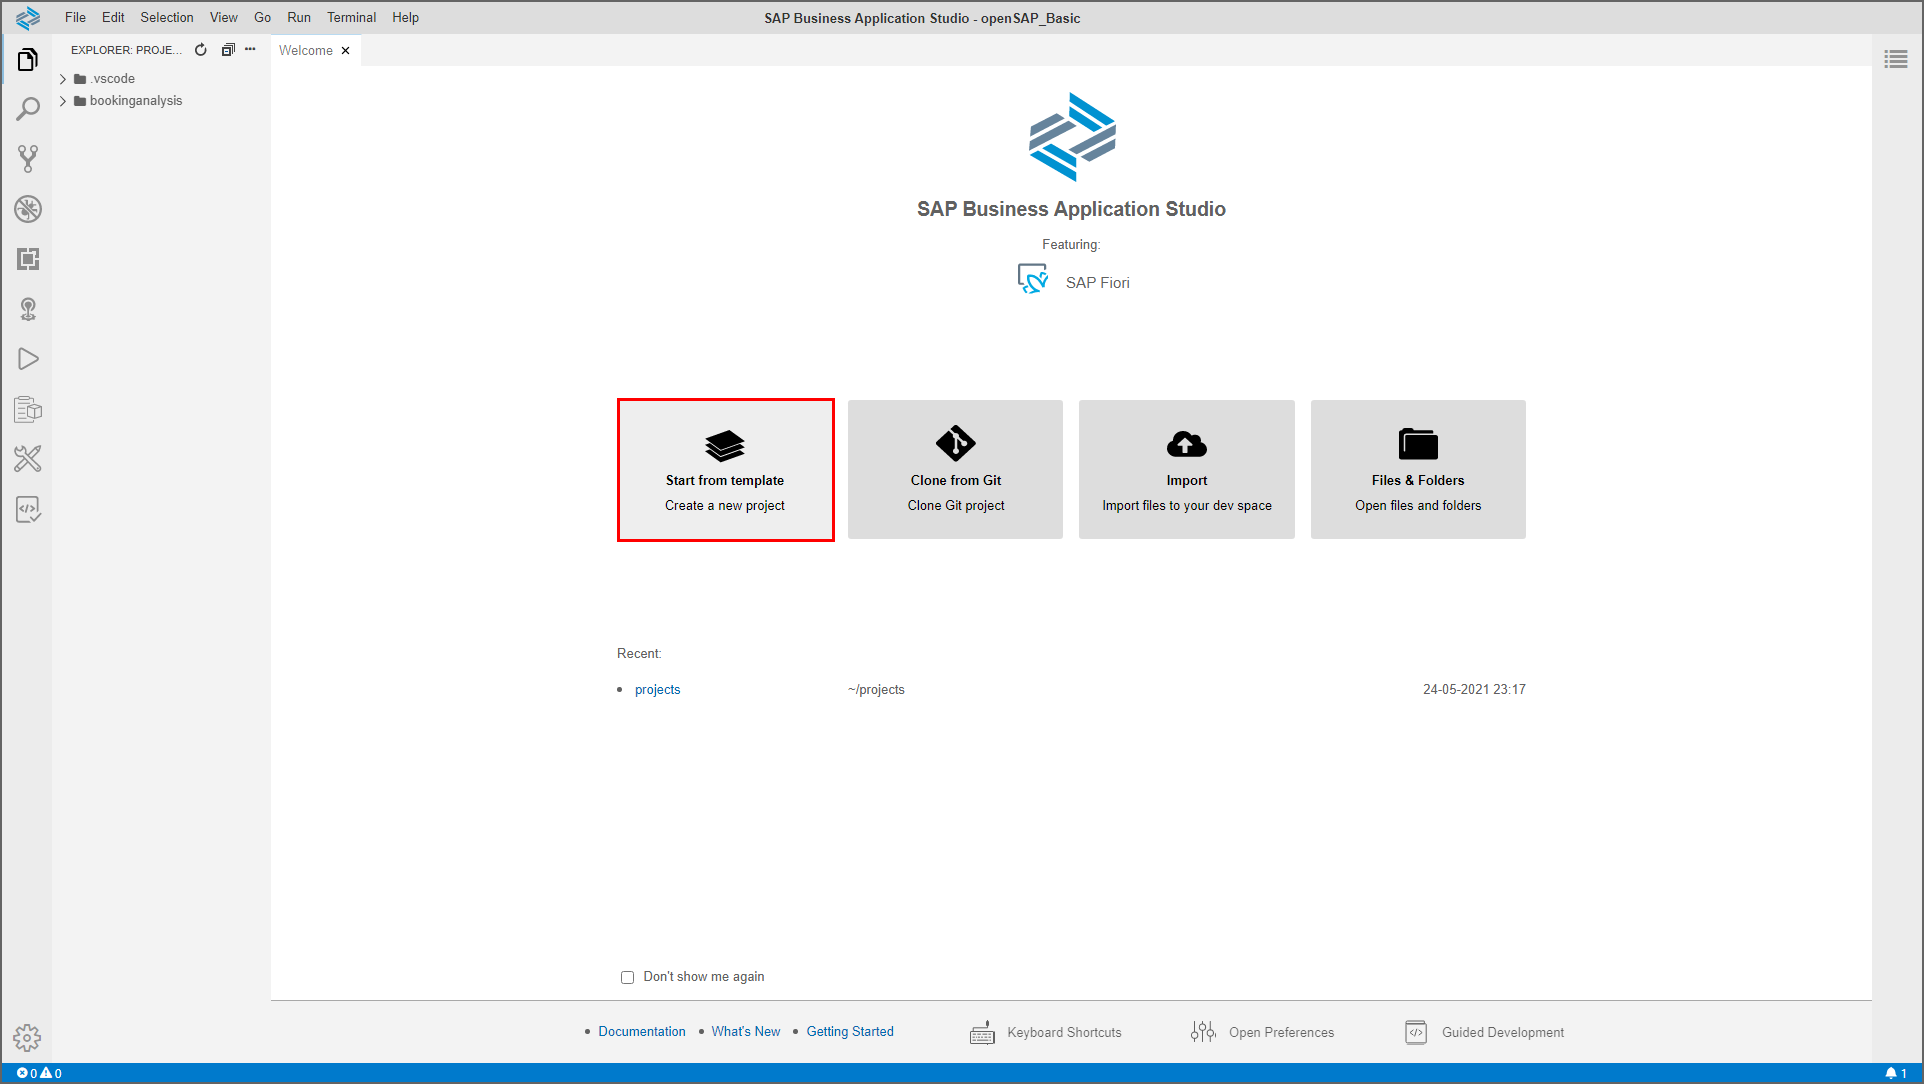 File Edit Selection View Go Run Terminal Help
SAP Business Application Studio - openSAP_Basic
EXPLORER: PROJE...
Welcome
.vscode
bookinganalysis
SAP Business Application Studio
Featuring:
SAP Fiori
Start from template
Create a new project
Clone from Git
Clone Git project
Import
Import files to your dev space
Files & Folders
Open files and folders
Recent:
projects ~/projects 24-05-2021 23:17
Don't show me again
Documentation What's New Getting Started Keyboard Shortcuts Open Preferences Guided Development
0 0 1